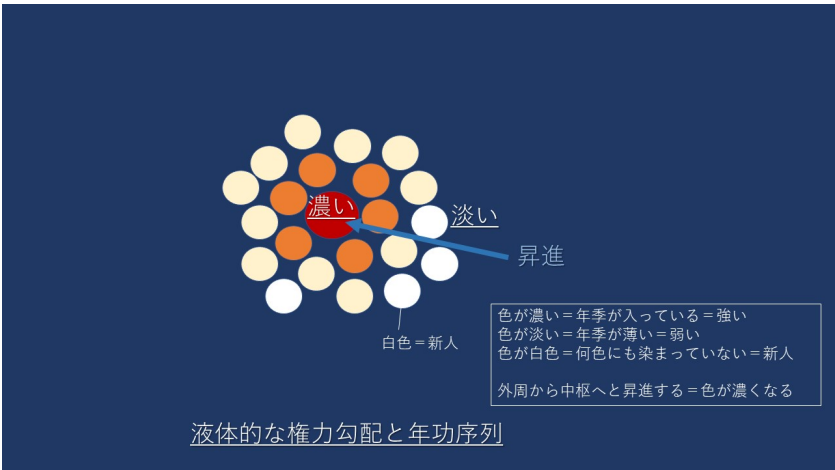 濃い
淡い
昇進
白色＝新人
色が濃い＝年季が入っている＝強い
色が淡い＝年季が薄い＝弱い
色が白色＝何色にも染まっていない＝新人
外周から中枢へと昇進する＝色が濃くなる
液体的な権力勾配と年功序列